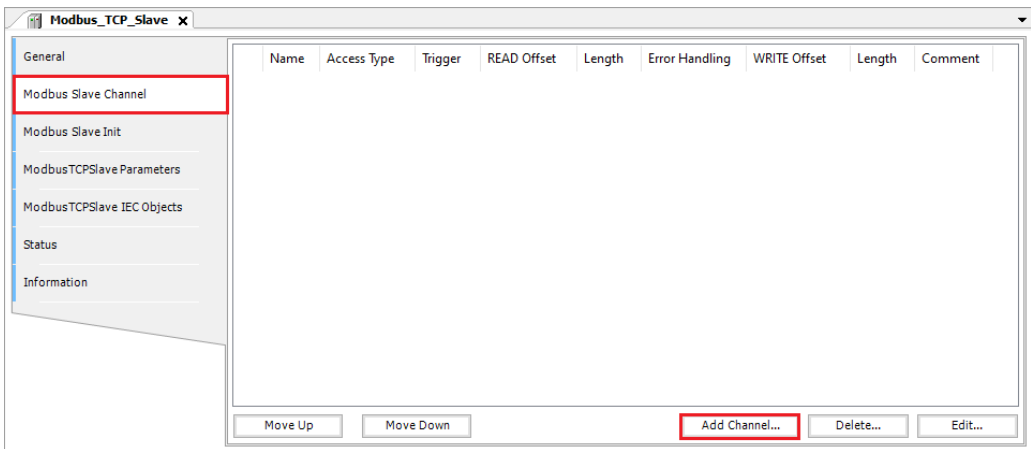 Modbus_TCP_Slave X
General
Modbus Slave Channel
Modbus Slave Init
ModbusTCPSlave Parameters
ModbusTCPSlave IEC Objects
Status
Information
Name Access Type Trigger READ Offset Length Error Handling WRITE Offset Length Comment
Move Up Move Down Add Channel... Delete... Edit...